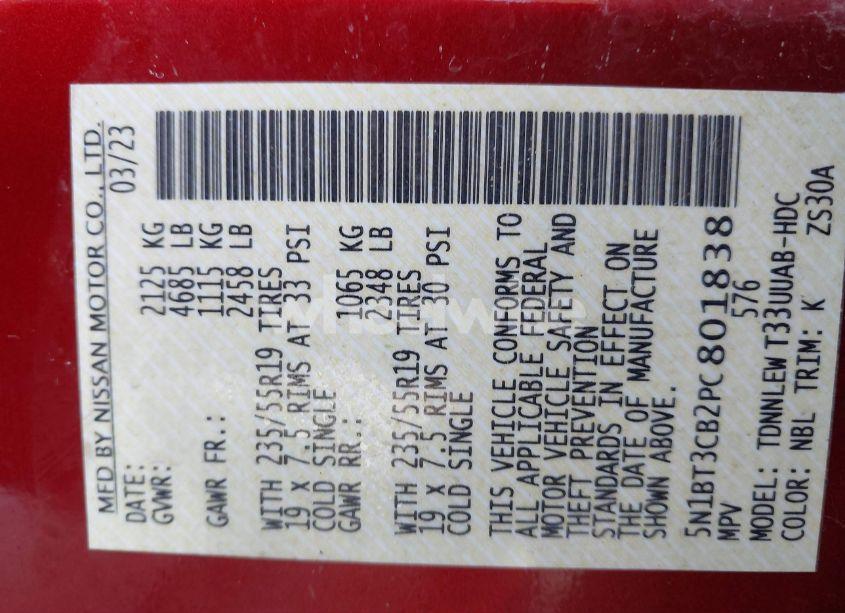 MFD BY NISSAN MOTOR CO., LTD.
DATE: 03/23
GVWR: 2125 KG
4685 LB
GAWR FR.: 1115 KG
2458 LB
WITH 235/55R19 TIRES
19 X 7.5 RIMS AT 33 PSI
COLD SINGLE
GAWR RR.: 1065 KG
2348 LB
WITH 235/55R19 TIRES
19 X 7.5 RIMS AT 30 PSI
COLD SINGLE
THIS VEHICLE CONFORMS TO
ALL APPLICABLE FEDERAL
MOTOR VEHICLE SAFETY AND
THEFT PREVENTION
STANDARDS IN EFFECT ON
THE DATE OF MANUFACTURE
SHOWN ABOVE.
5N1BT3CB2PC801838
MPV 576
MODEL: TDNNLEW T33UUAB-HDC
COLOR: NBL TRIM: K ZS30A